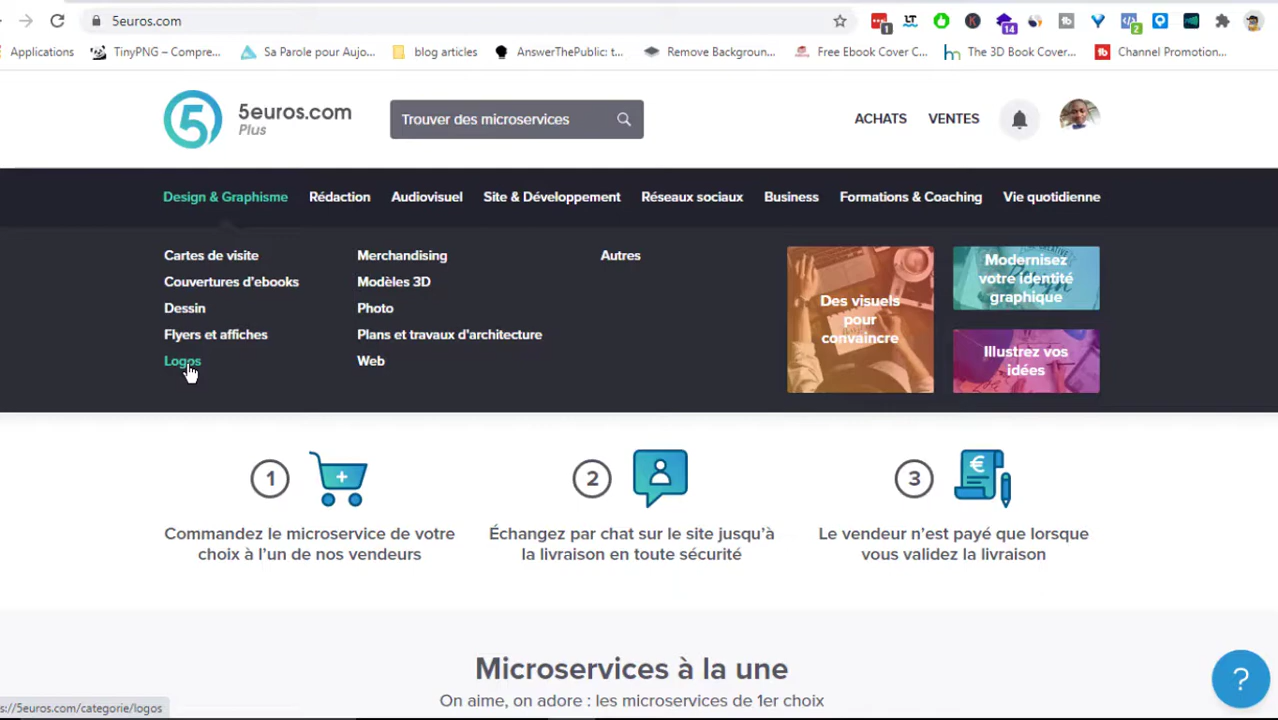 5euros.com
Applications
TinyPNG – Compre...
Sa Parole pour Aujo...
blog articles
AnswerThePublic: t...
Remove Backgroun...
Free Ebook Cover C...
The 3D Book Cover...
Channel Promotion...
5euros.com
Plus
Trouver des microservices
ACHATS
VENTES
Design & Graphisme
Rédaction
Audiovisuel
Site & Développement
Réseaux sociaux
Business
Formations & Coaching
Vie quotidienne
Cartes de visite
Couvertures d'ebooks
Dessin
Flyers et affiches
Logos
Merchandising
Modèles 3D
Photo
Plans et travaux d'architecture
Web
Autres
Des visuels
pour
convaincre
Modernisez
votre identité
graphique
Illustrez vos
idées
1
Commandez le microservice de votre
choix à l'un de nos vendeurs
2
Échangez par chat sur le site jusqu'à
la livraison en toute sécurité
3
Le vendeur n'est payé que lorsque
vous validez la livraison
Microservices à la une
On aime, on adore : les microservices de 1er choix
?
s://5euros.com/categorie/logos